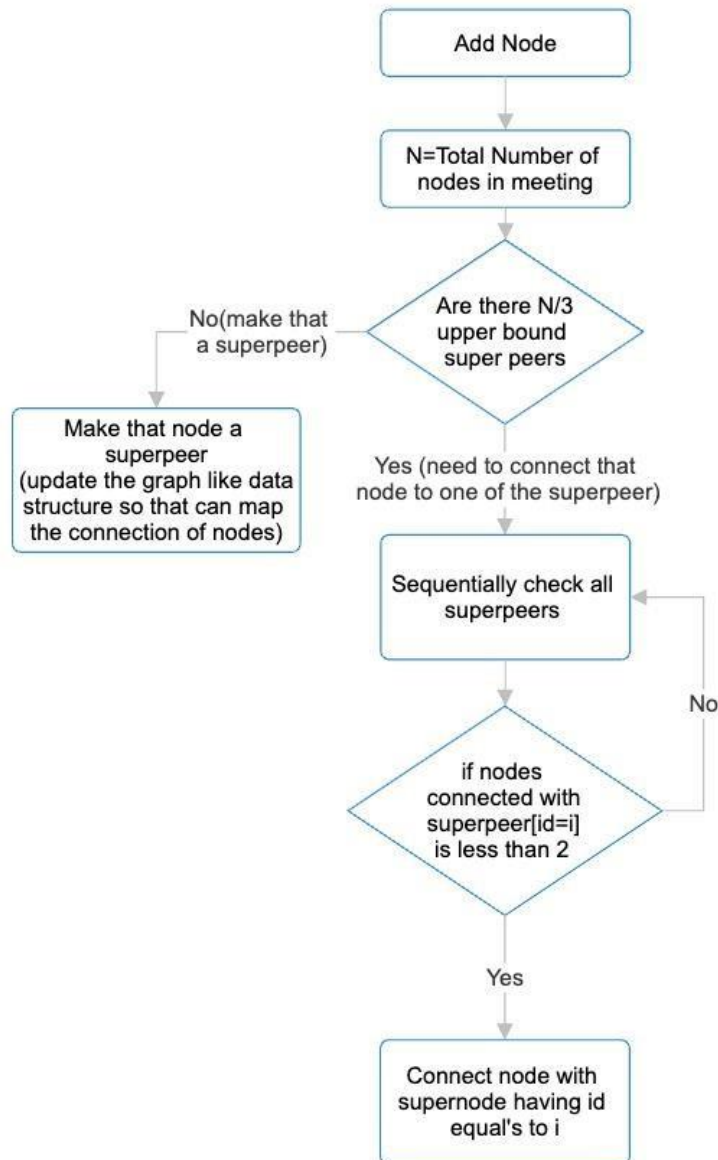 Add Node
N=Total Number of
nodes in meeting
Are there N/3
upper bound
super peers
No(make that
a superpeer)
Make that node a
superpeer
(update the graph like data
structure so that can map
the connection of nodes)
Yes (need to connect that
node to one of the superpeer)
Sequentially check all
superpeers
No
if nodes
connected with
superpeer[id=i]
is less than 2
Yes
Connect node with
supernode having id
equal's to i